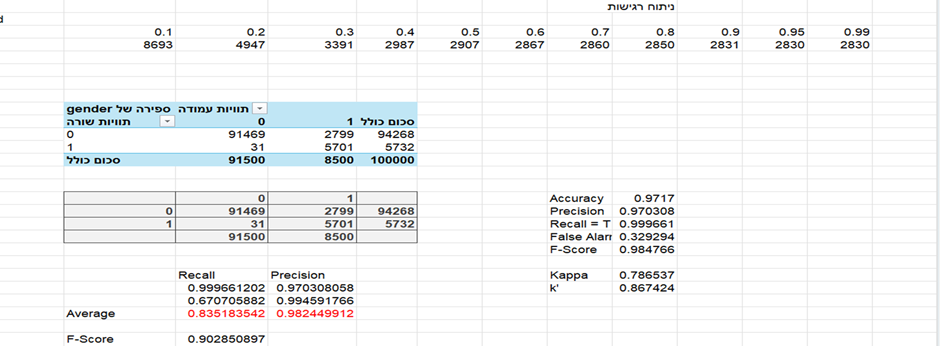 ניתוח רגישות
d
0.1 0.2 0.3 0.4 0.5 0.6 0.7 0.8 0.9 0.95 0.99
8693 4947 3391 2987 2907 2867 2860 2850 2831 2830 2830
ספירה של gender תוויות עמודה
תוויות שורה 0 1 סכום כולל
0 91469 2799 94268
1 31 5701 5732
סכום כולל 91500 8500 100000
0 1
0 91469 2799 94268
1 31 5701 5732
91500 8500
Accuracy 0.9717
Precision 0.970308
Recall = T 0.999661
False Alarr 0.329294
F-Score 0.984766
Kappa 0.786537
k' 0.867424
Recall Precision
0.999661202 0.970308058
0.670705882 0.994591766
Average 0.835183542 0.982449912
F-Score 0.902850897